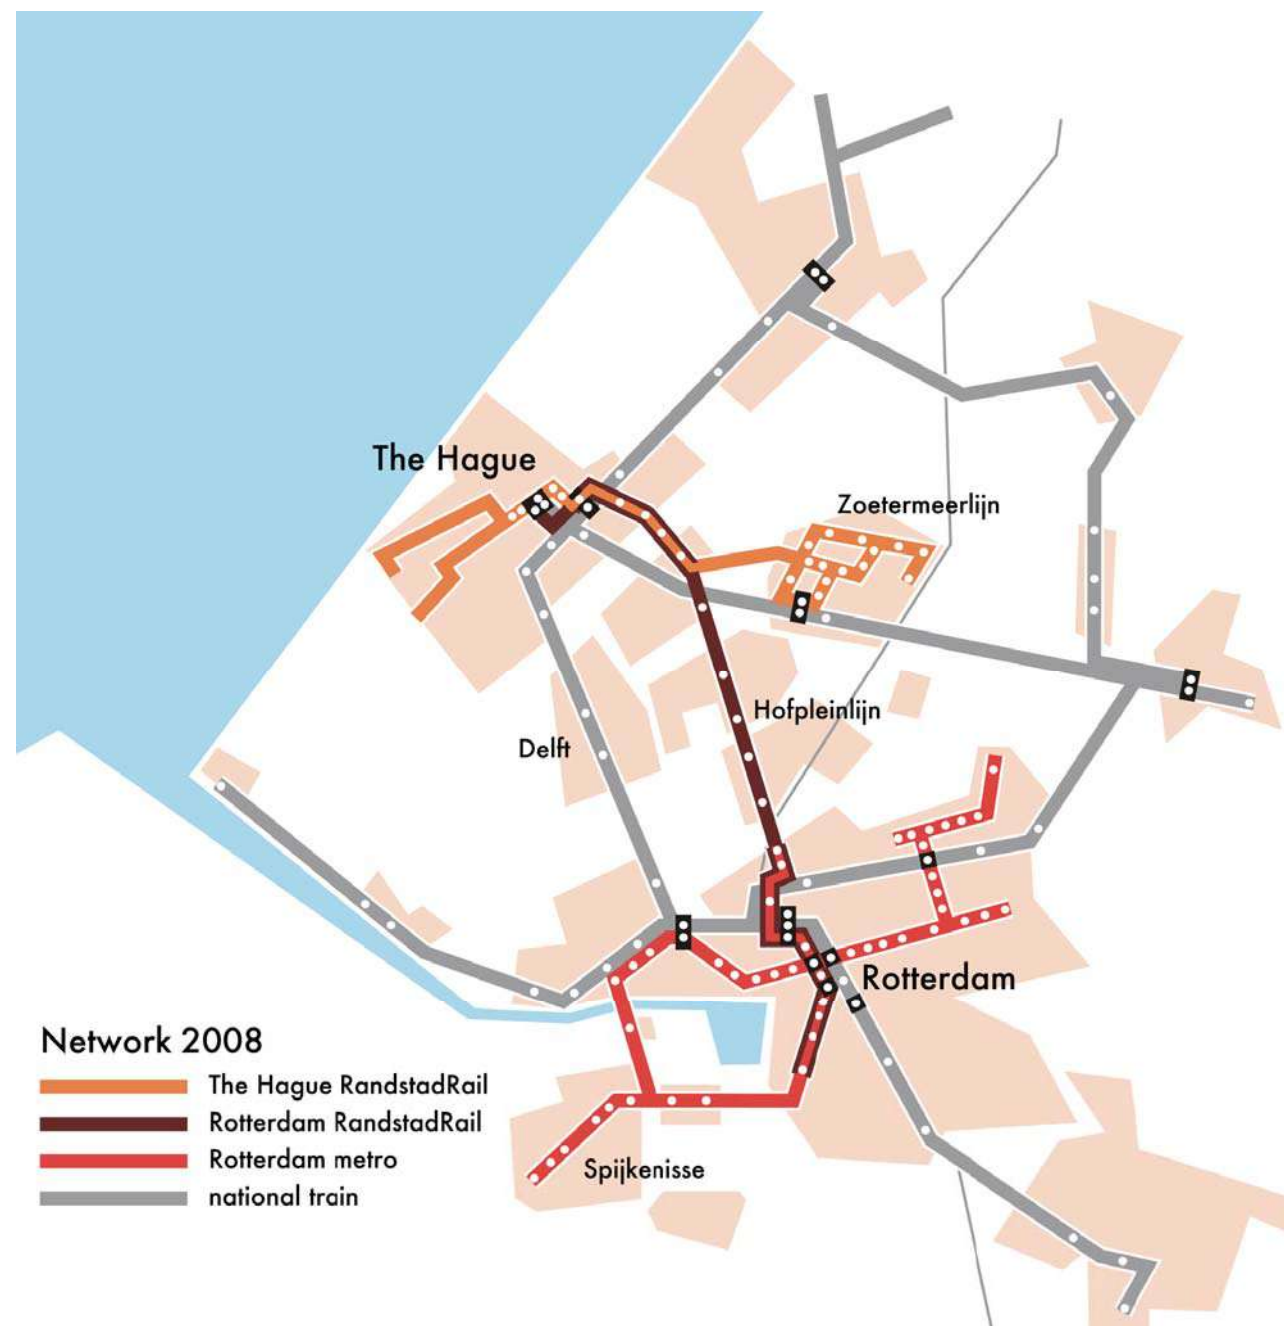 The Hague
Zoetermeerlijn
Hofpleinlijn
Delft
Rotterdam
Network 2008
The Hague RandstadRail
Rotterdam RandstadRail
Rotterdam metro
national train
Spijkenisse